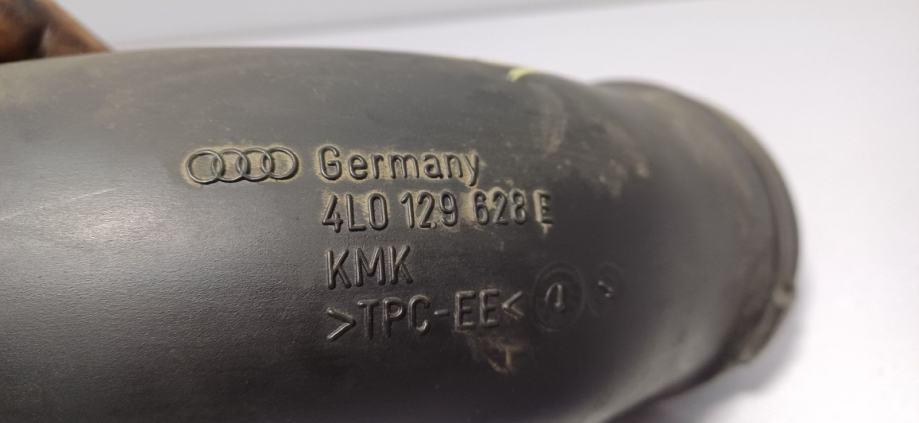 Germany
4L0 129 628 E
KMK
>TPC-EE<